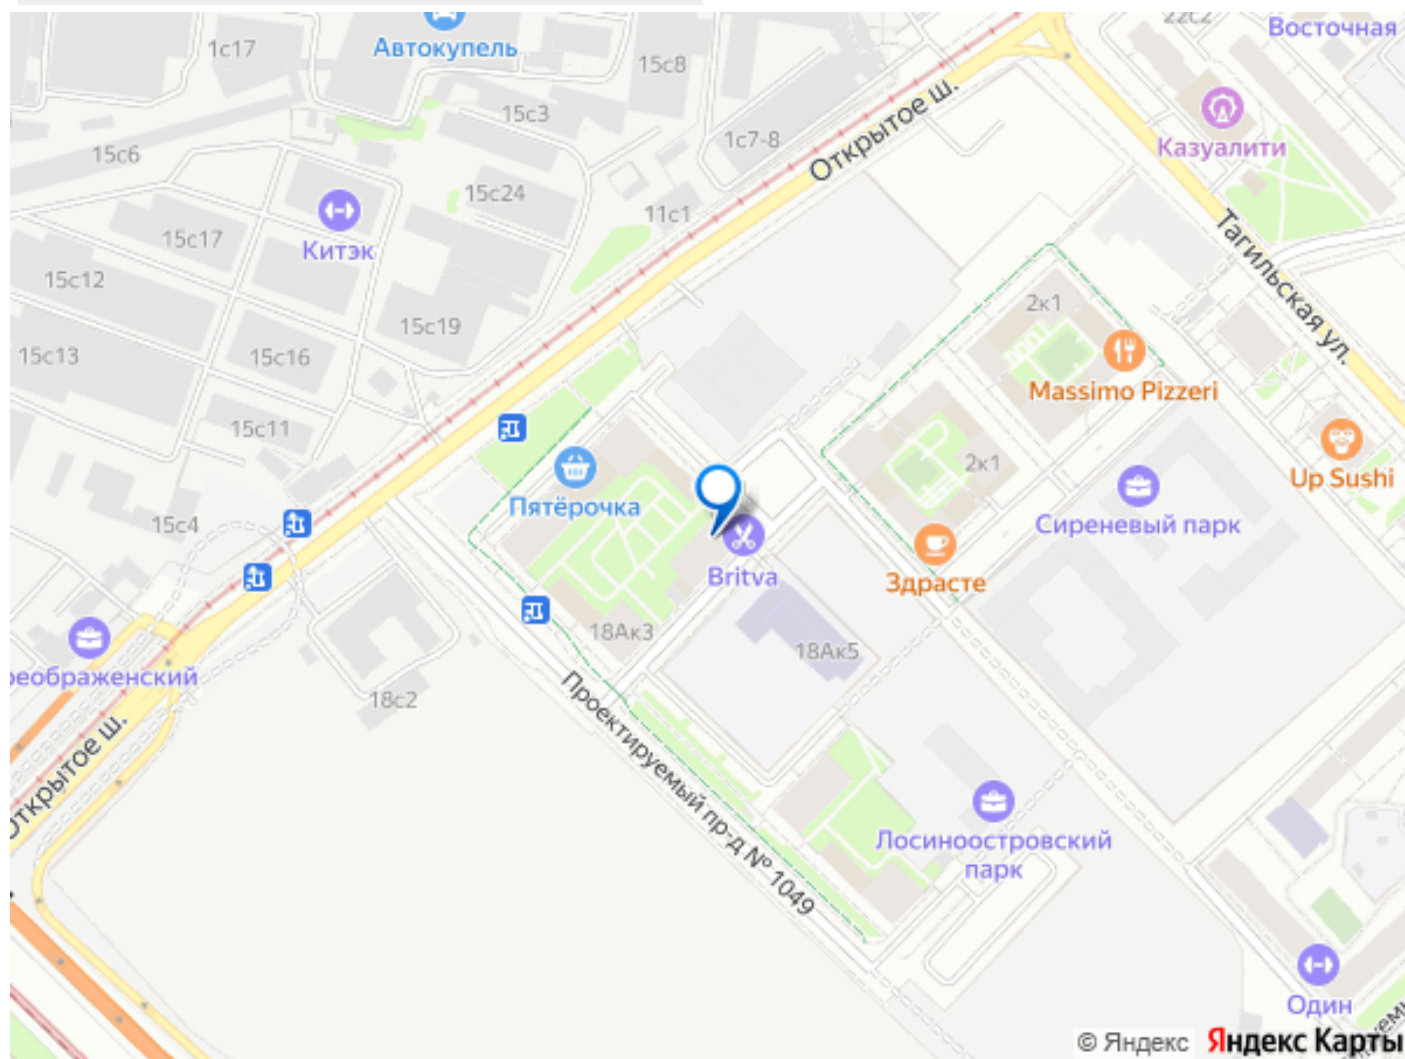 22с2
Восточная
1с17
Автокупель
15с8
15с3
1с7-8
Открытое ш.
Казуалити
15с6
15с24
11с1
Китэк
15с17
Тагильская ул.
15с12
15с19
2к1
15с13
15с16
Massimo Pizzeri
15с11
2к1
Пятёрочка
Up Sushi
15с4
Сиреневый парк
Britva
Здрасте
18Ак3
18Ак5
реображенский
18с2
Проектируемый пр-д № 1049
Открытое ш.
Лосиноостровский
парк
Один
© Яндекс Яндекс Карты